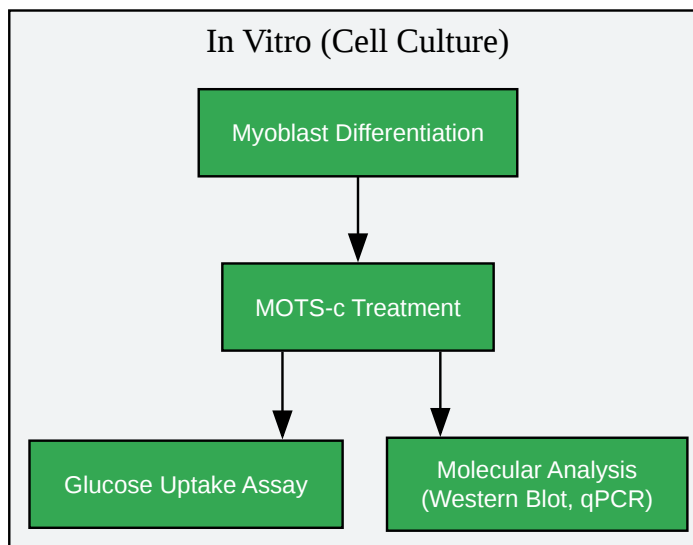 In Vitro (Cell Culture)
Myoblast Differentiation
MOTS-c Treatment
Glucose Uptake Assay
Molecular Analysis
(Western Blot, qPCR)